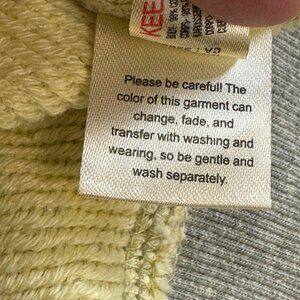 KEE
Please be careful! The
color of this garment can
change, fade, and
transfer with washing and
wearing, so be gentle and
wash separately.